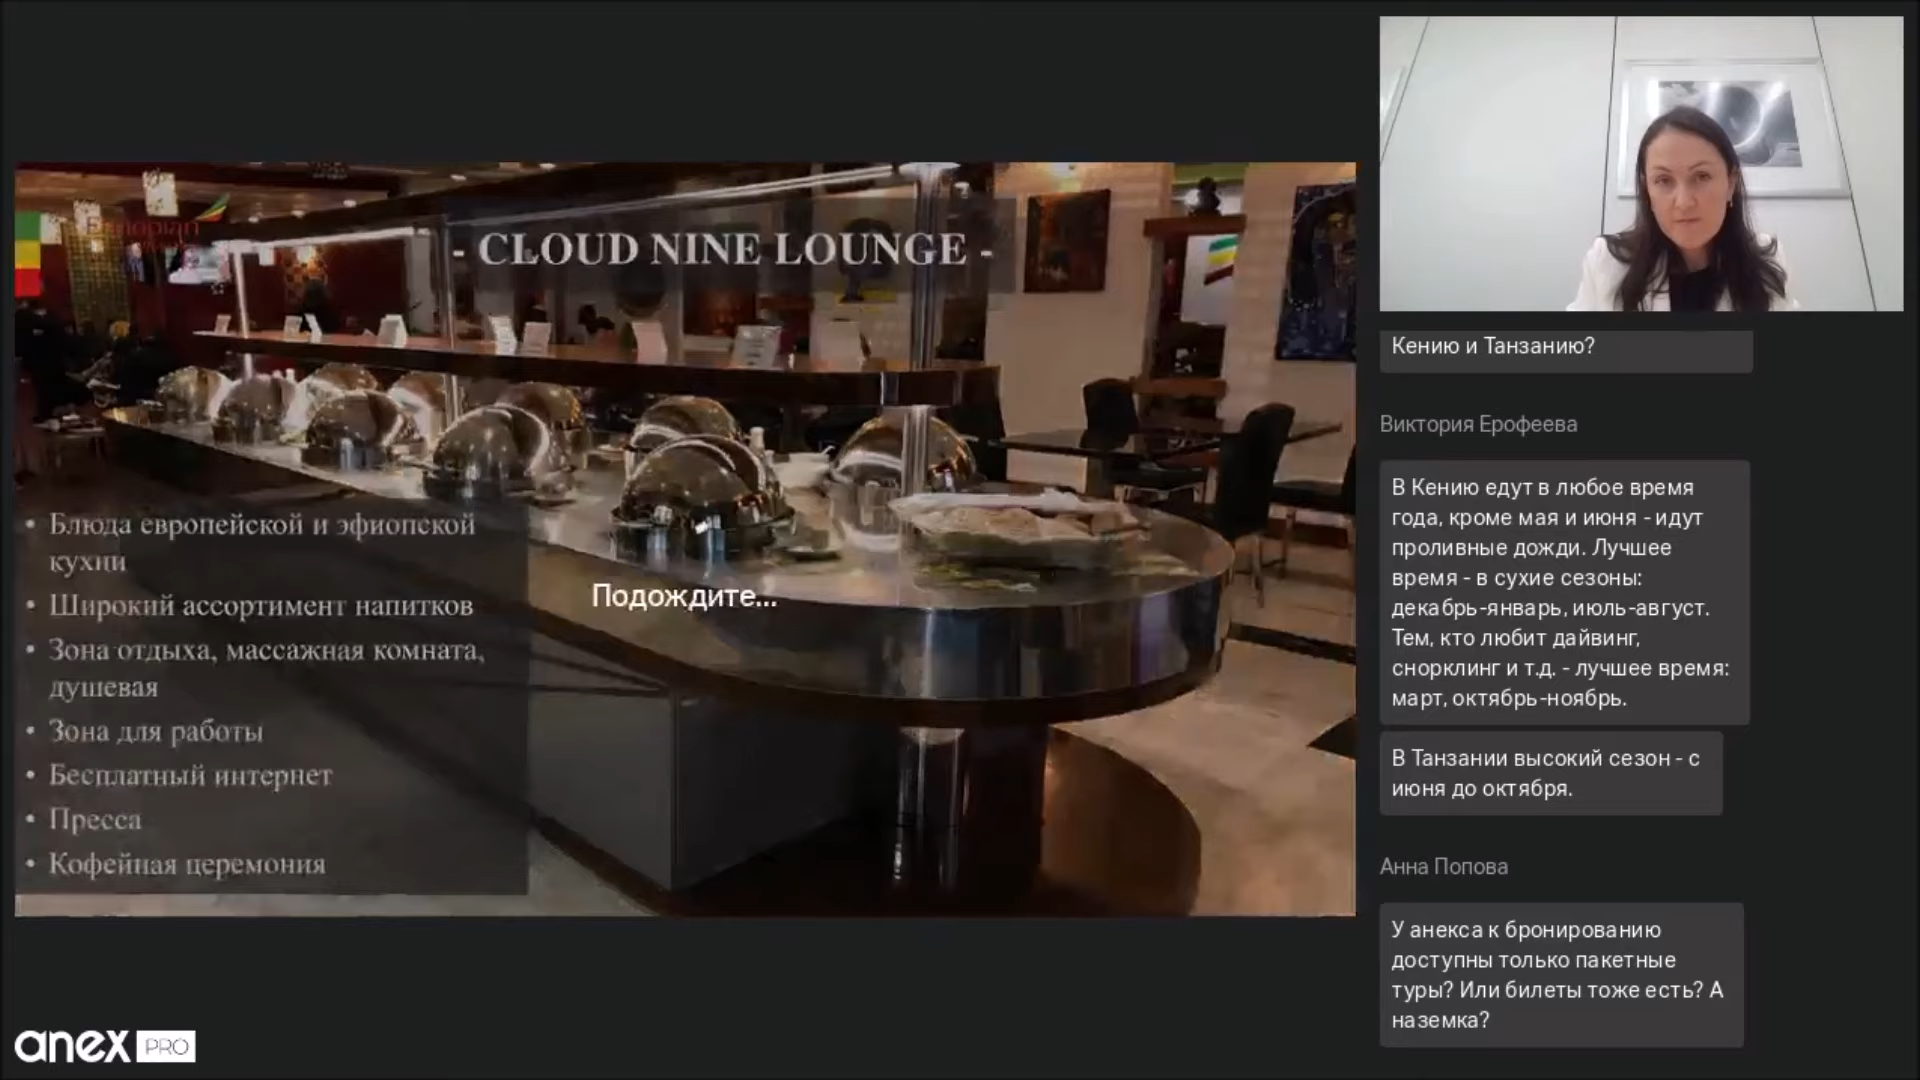 Ethiopian
- CLOUD NINE LOUNGE -
• Блюда европейской и эфиопской
кухни
• Широкий ассортимент напитков
• Зона отдыха, массажная комната,
душевая
• Зона для работы
• Бесплатный интернет
• Пресса
• Кофейная церемония
Подождите...
anex PRO
Кению и Танзанию?
Виктория Ерофеева
В Кению едут в любое время
года, кроме мая и июня - идут
проливные дожди. Лучшее
время - в сухие сезоны:
декабрь-январь, июль-август.
Тем, кто любит дайвинг,
снорклинг и т.д. - лучшее время:
март, октябрь-ноябрь.
В Танзании высокий сезон - с
июня до октября.
Анна Попова
У анекса к бронированию
доступны только пакетные
туры? Или билеты тоже есть? А
наземка?